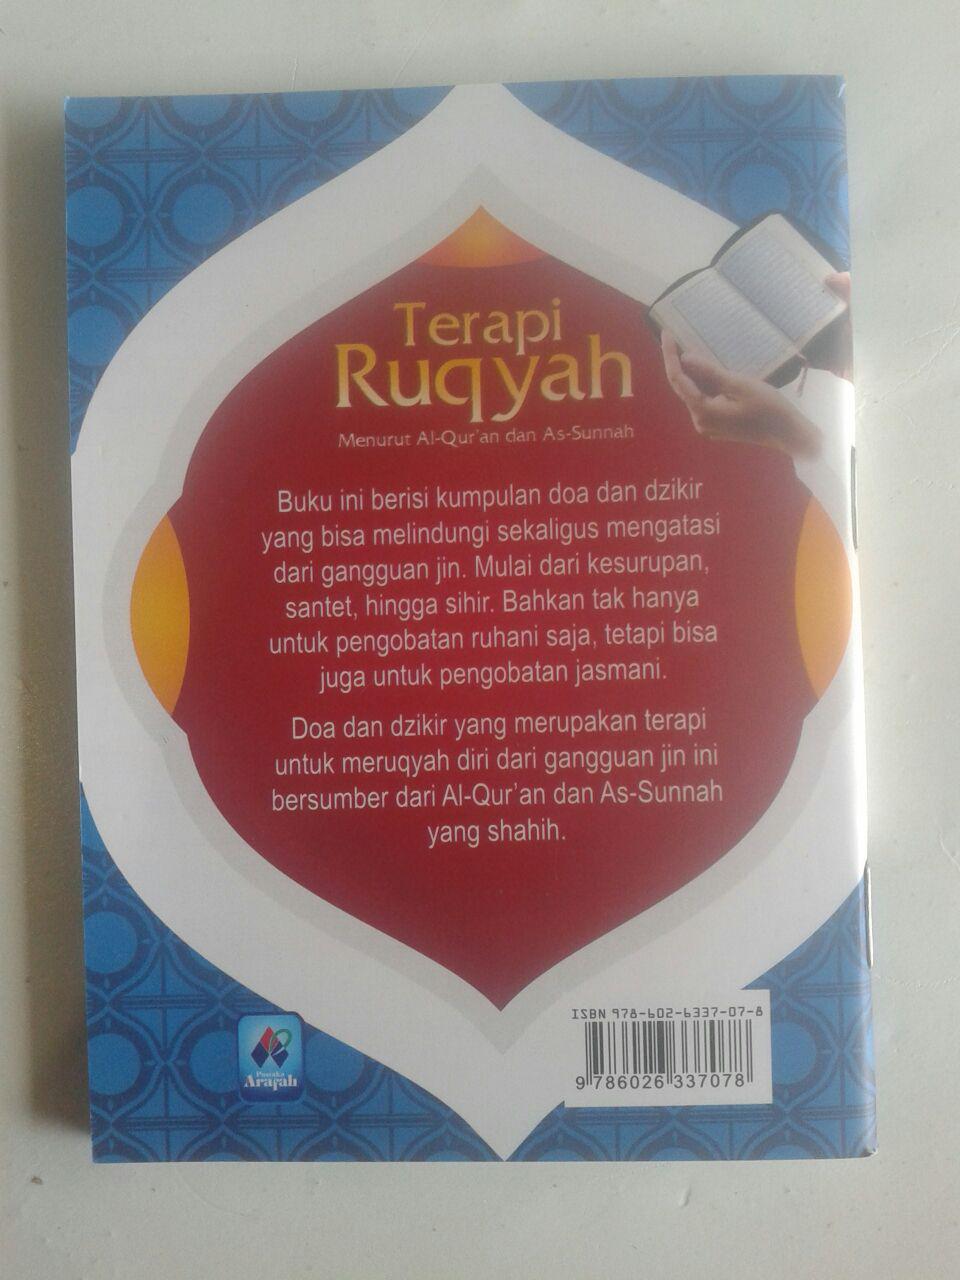 Terapi
Ruqyah
Menurut Al-Qur'an dan As-Sunnah
Buku ini berisi kumpulan doa dan dzikir
yang bisa melindungi sekaligus mengatasi
dari gangguan jin. Mulai dari kesurupan,
santet, hingga sihir. Bahkan tak hanya
untuk pengobatan ruhani saja, tetapi bisa
juga untuk pengobatan jasmani.
Doa dan dzikir yang merupakan terapi
untuk meruqyah diri dari gangguan jin ini
bersumber dari Al-Qur'an dan As-Sunnah
yang shahih.
Pustaka
Arafah
ISBN 978-602-6337-07-8
9 786026 337078